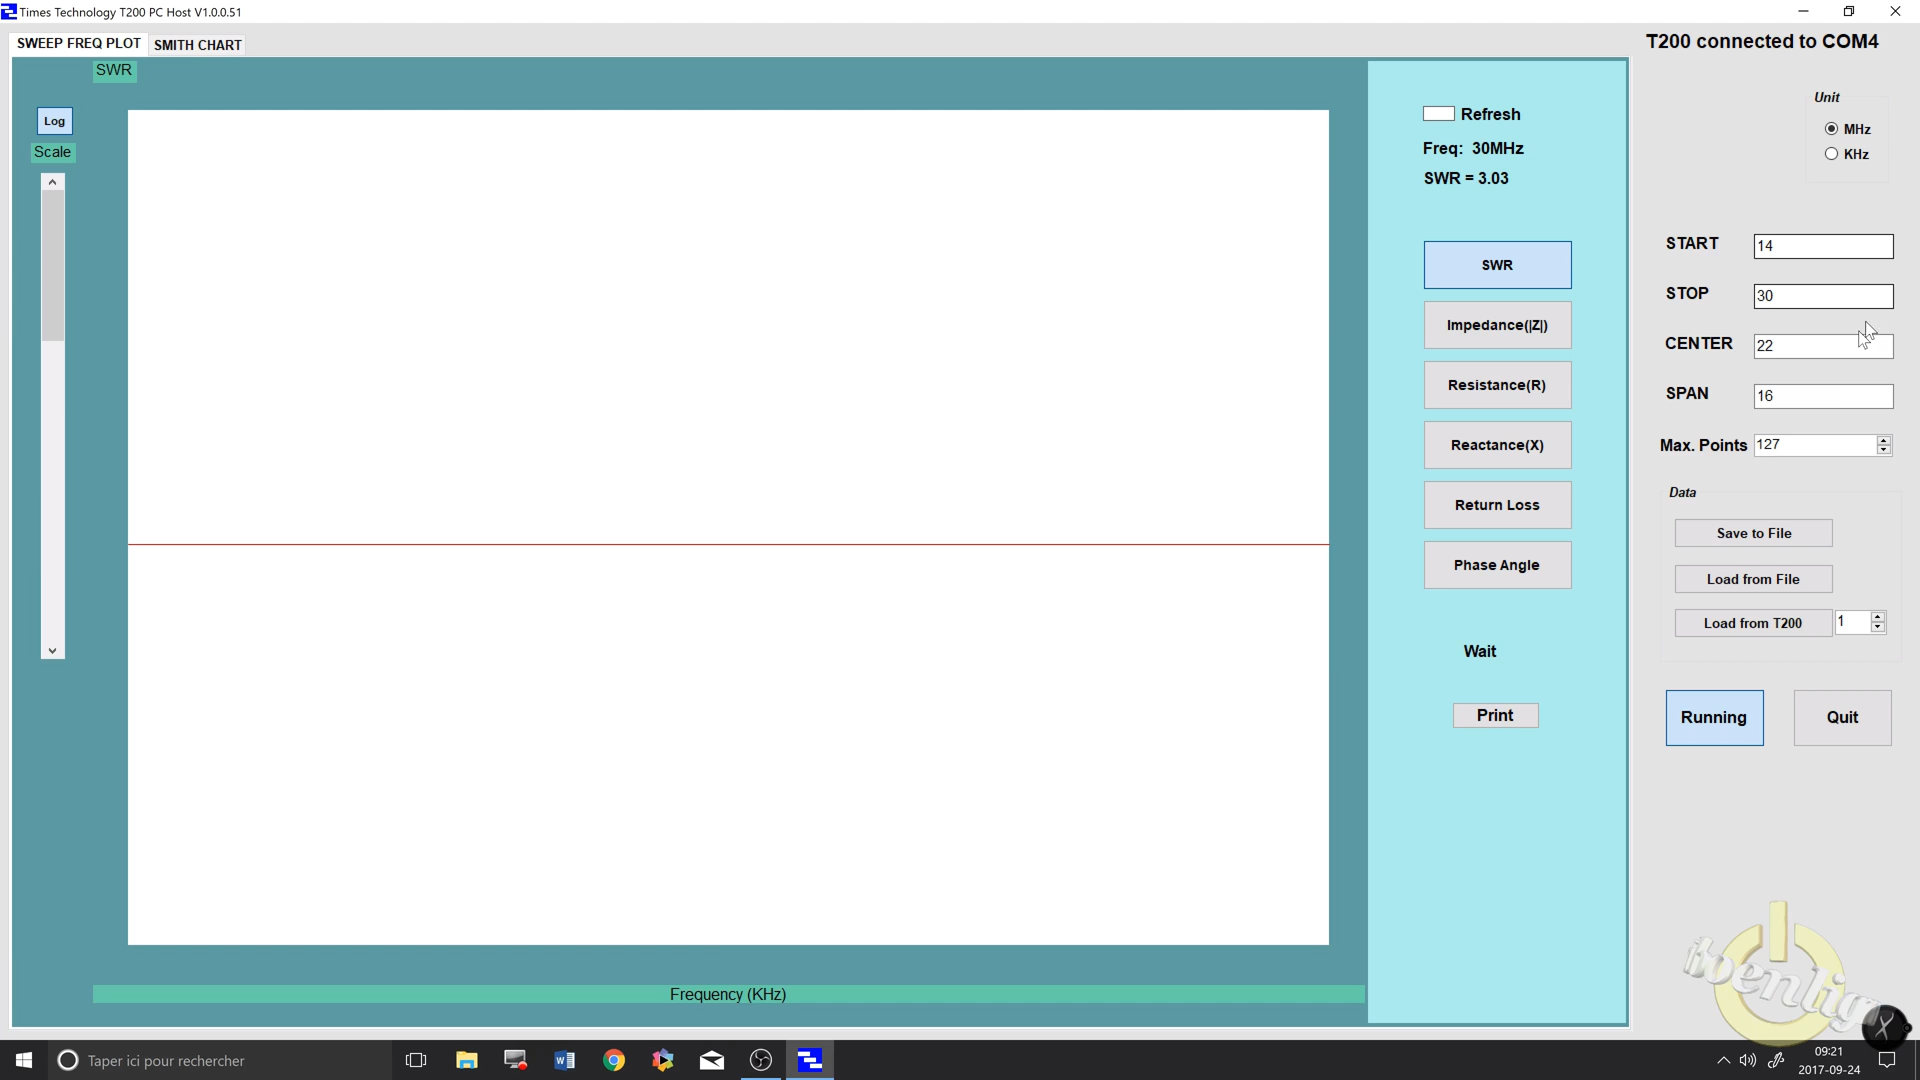 Times Technology T200 PC Host V1.0.0.51
SWEEP FREQ PLOT
SMITH CHART
T200 connected to COM4
SWR
Log
Scale
Refresh
Freq: 30MHz
SWR = 3.03
SWR
Impedance(|Z|)
Resistance(R)
Reactance(X)
Return Loss
Phase Angle
Wait
Print
Unit
MHz
KHz
START 14
STOP 30
CENTER 22
SPAN 16
Max. Points 127
Data
Save to File
Load from File
Load from T200 1
Running
Quit
Frequency (KHz)
Taper ici pour rechercher
09:21
2017-09-24